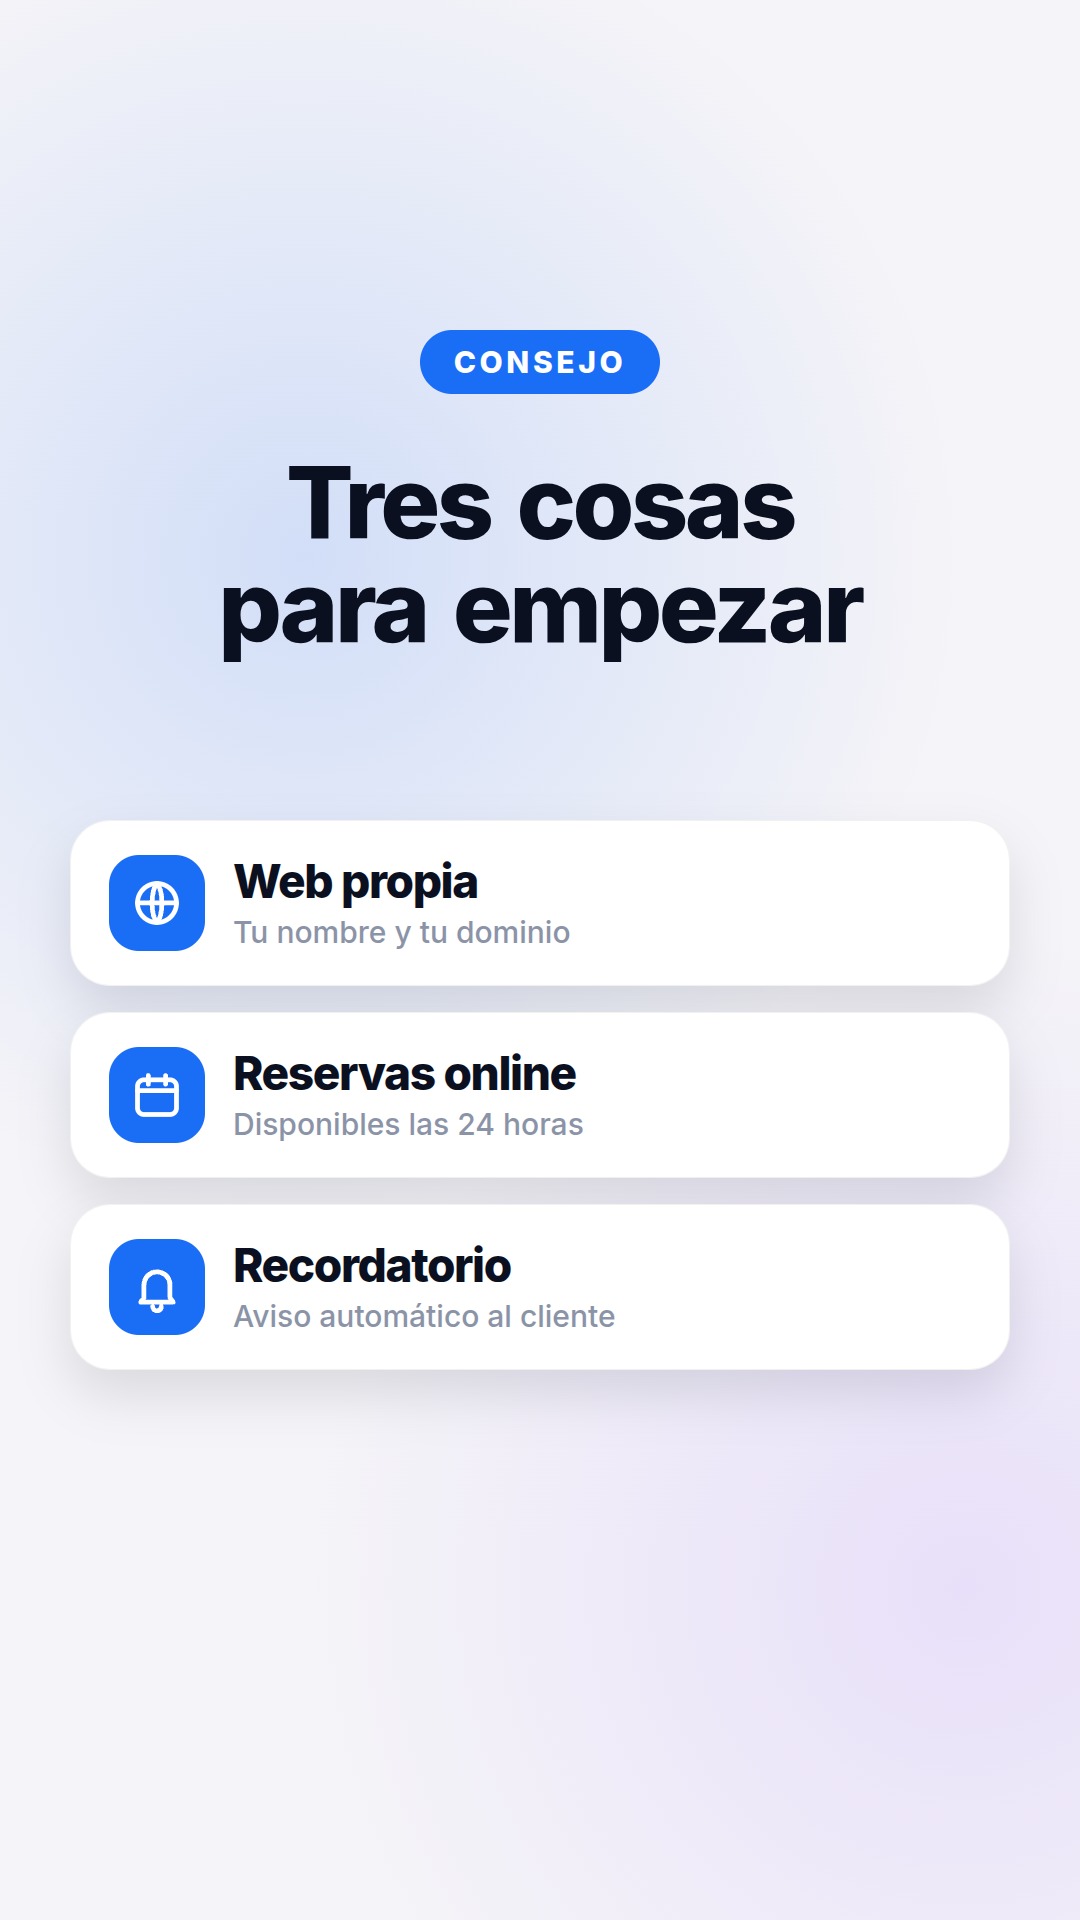 CONSEJO
Tres cosas
para empezar
Web propia
Tu nombre y tu dominio
Reservas online
Disponibles las 24 horas
Recordatorio
Aviso automático al cliente